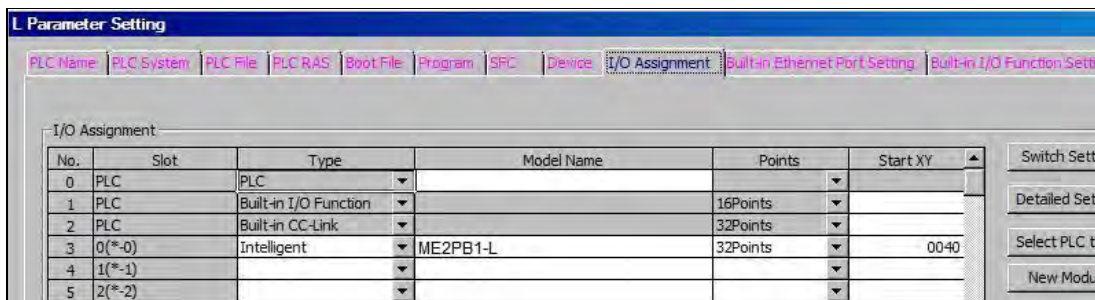 L Parameter Setting
PLC Name PLC System PLC File PLC RAS Boot File Program SFC Device I/O Assignment Built-in Ethernet Port Setting Built-in I/O Function Setti
I/O Assignment
No. Slot Type Model Name Points Start XY
0 PLC PLC
1 PLC Built-in I/O Function 16Points
2 PLC Built-in CC-Link 32Points
3 0(*-0) Intelligent ME2PB1-L 32Points 0040
4 1(*-1)
5 2(*-2)
Switch Sett
Detailed Set
Select PLC t
New Modu